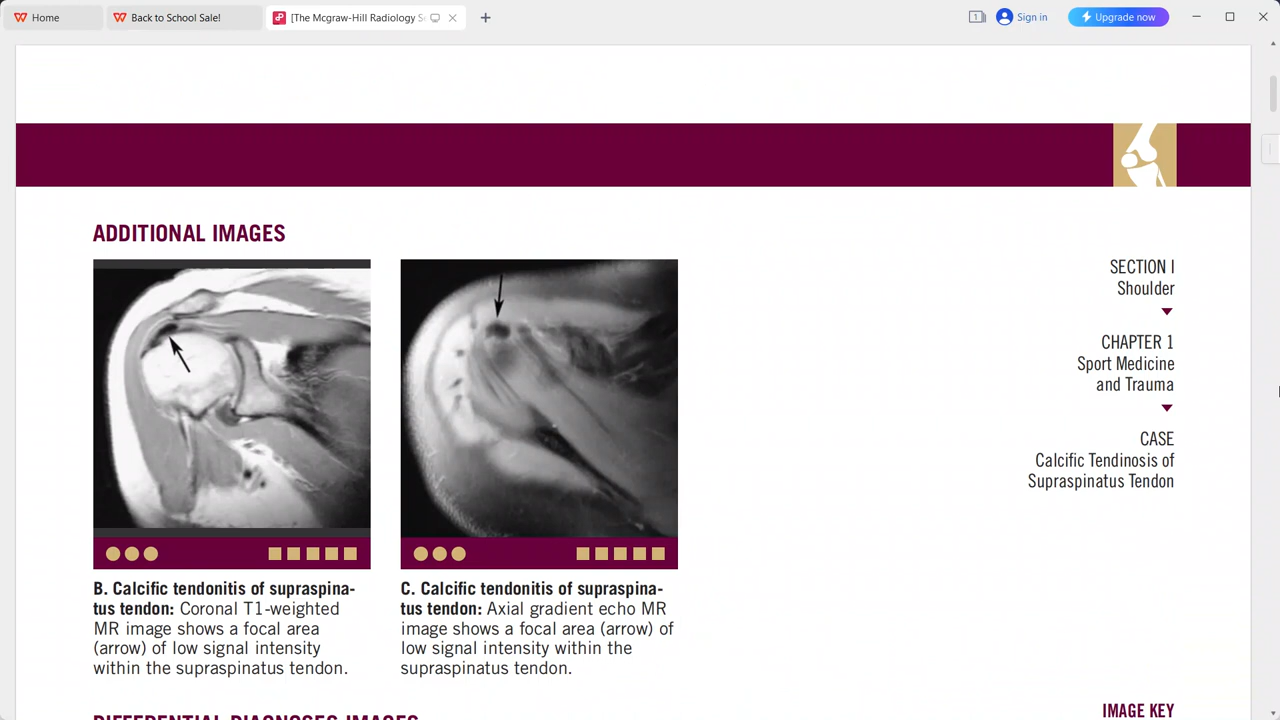 Home
Back to School Sale!
[The Mcgraw-Hill Radiology S
1
Sign in
Upgrade now
ADDITIONAL IMAGES
B. Calcific tendonitis of supraspina-
tus tendon: Coronal T1-weighted
MR image shows a focal area
(arrow) of low signal intensity
within the supraspinatus tendon.
C. Calcific tendonitis of supraspina-
tus tendon: Axial gradient echo MR
image shows a focal area (arrow) of
low signal intensity within the
supraspinatus tendon.
SECTION I
Shoulder
CHAPTER 1
Sport Medicine
and Trauma
CASE
Calcific Tendinosis of
Supraspinatus Tendon
DIFFERENTIAL DIAGNOSES IMAGES
IMAGE KEY